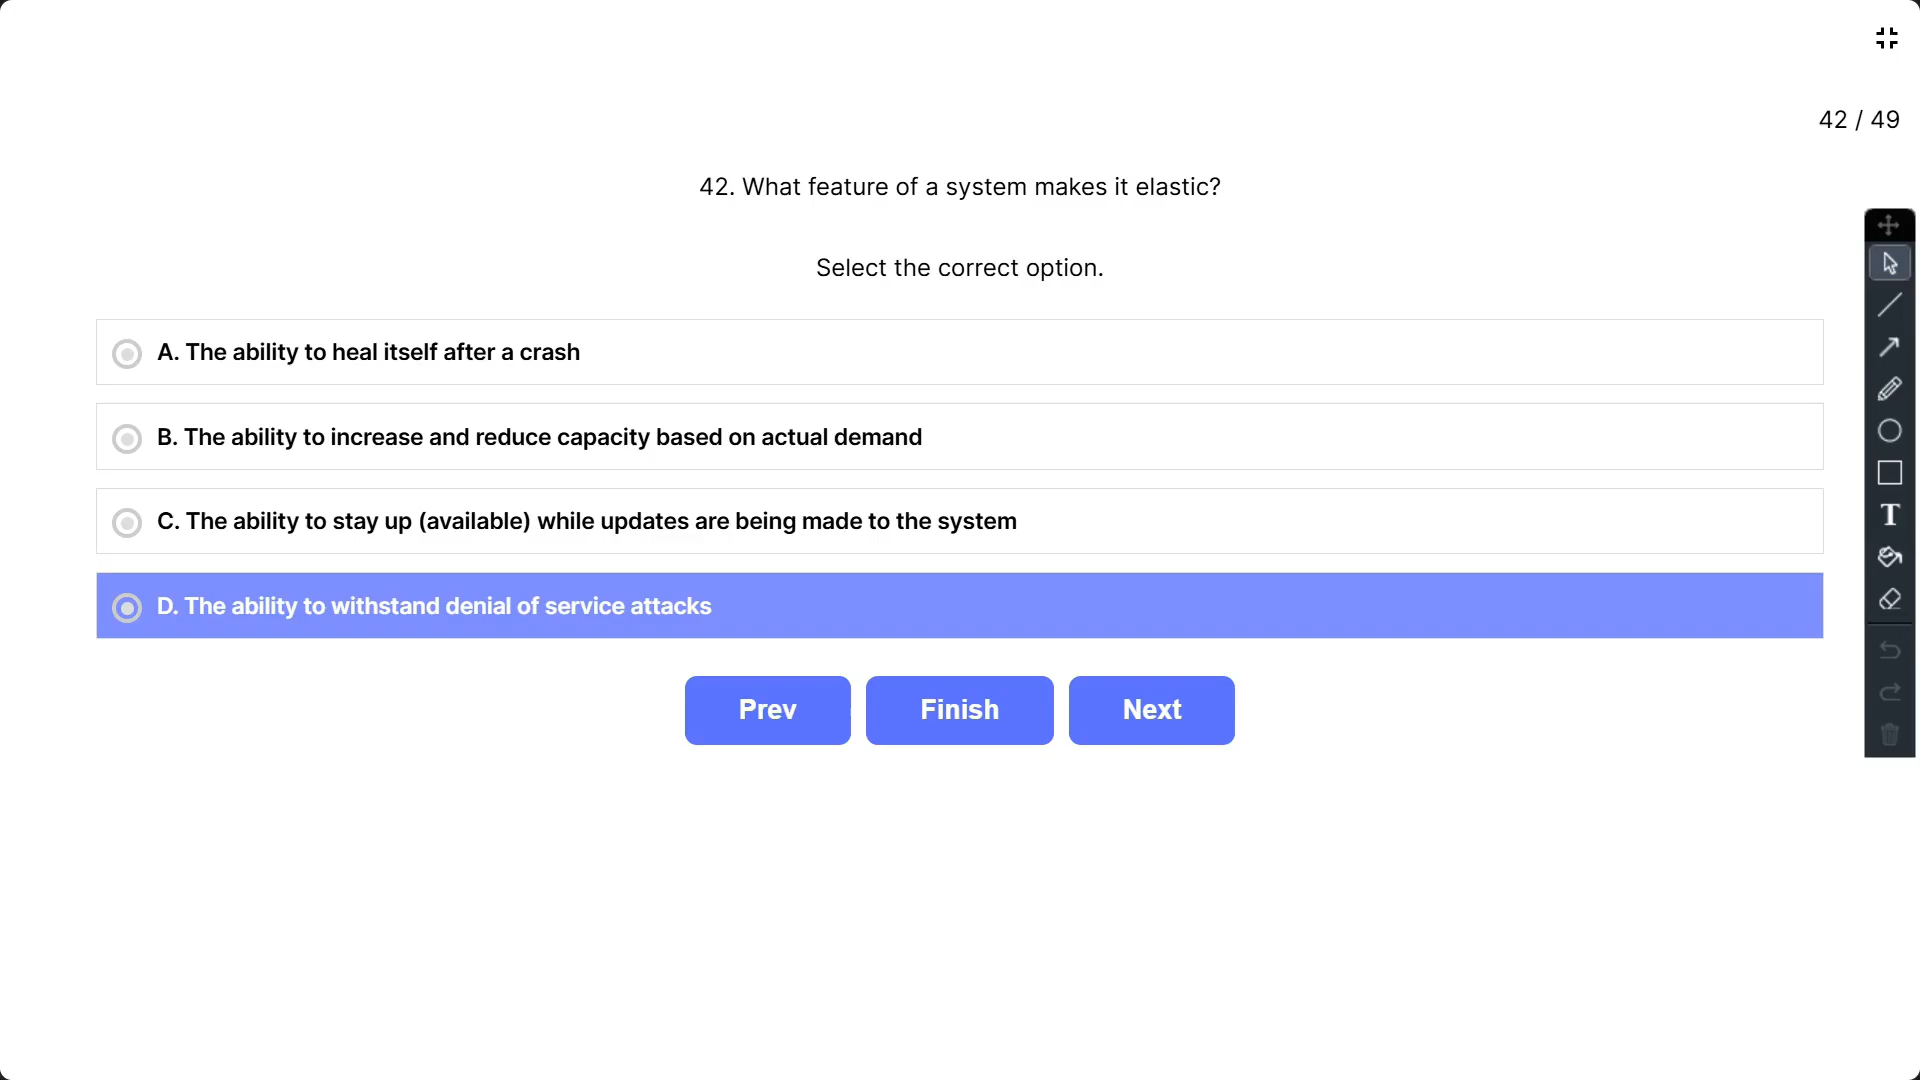 42 / 49
42. What feature of a system makes it elastic?
Select the correct option.
A. The ability to heal itself after a crash
B. The ability to increase and reduce capacity based on actual demand
C. The ability to stay up (available) while updates are being made to the system
D. The ability to withstand denial of service attacks
Prev
Finish
Next
T